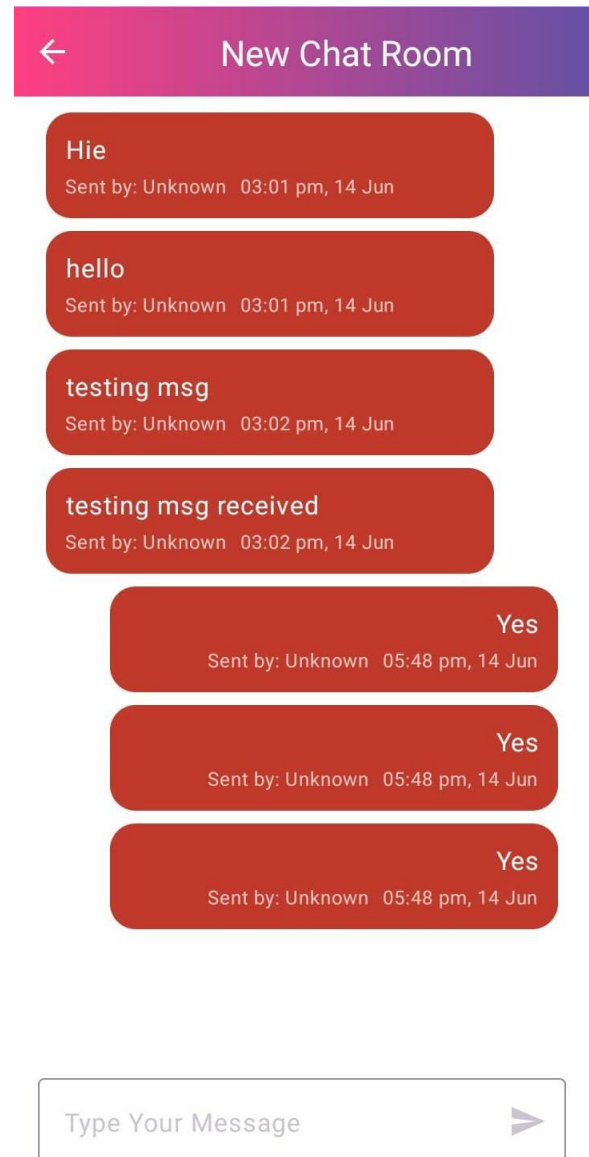 New Chat Room
Hie
Sent by: Unknown 03:01 pm, 14 Jun
hello
Sent by: Unknown 03:01 pm, 14 Jun
testing msg
Sent by: Unknown 03:02 pm, 14 Jun
testing msg received
Sent by: Unknown 03:02 pm, 14 Jun
Yes
Sent by: Unknown 05:48 pm, 14 Jun
Yes
Sent by: Unknown 05:48 pm, 14 Jun
Yes
Sent by: Unknown 05:48 pm, 14 Jun
Type Your Message